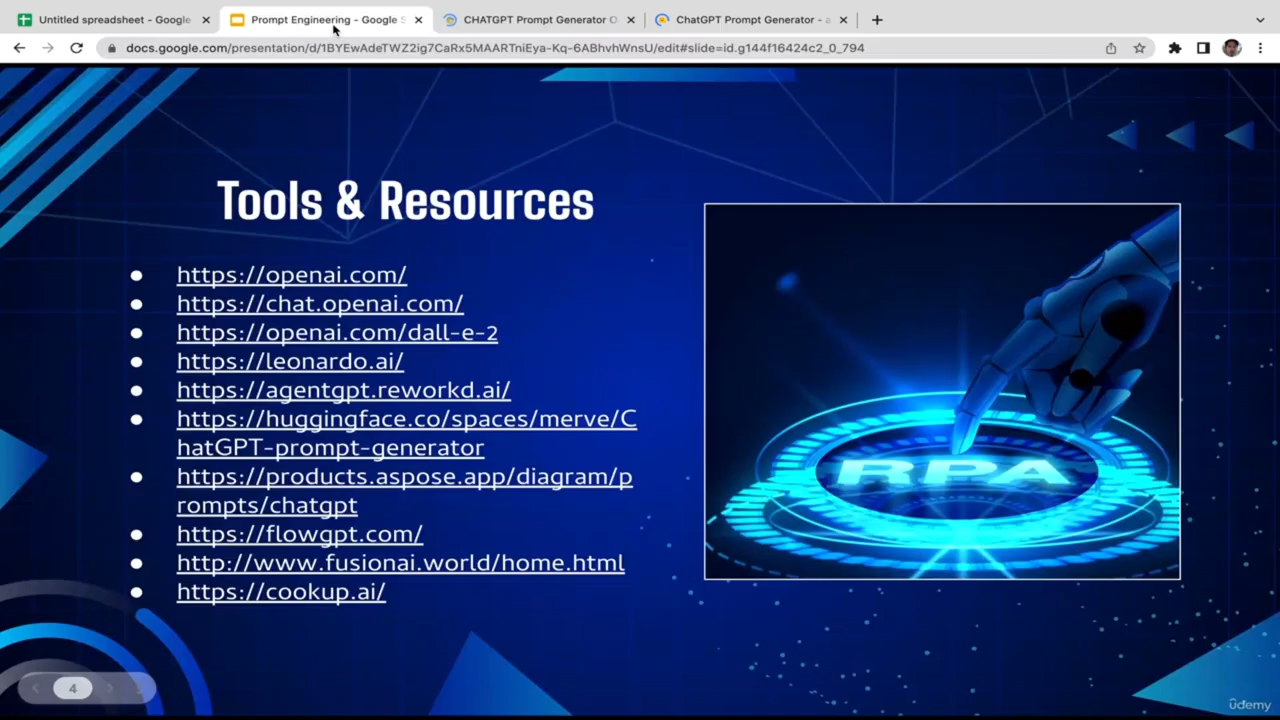 Untitled spreadsheet - Google
Prompt Engineering - Google S
CHATGPT Prompt Generator O
ChatGPT Prompt Generator - a
docs.google.com/presentation/d/1BYEwAdeTWZ2ig7CaRx5MAARTniEya-Kq-6ABhvhWnsU/edit#slide=id.g144f16424c2_0_794
Tools & Resources
https://openai.com/
https://chat.openai.com/
https://openai.com/dall-e-2
https://leonardo.ai/
https://agentgpt.reworkd.ai/
https://huggingface.co/spaces/merve/C
hatGPT-prompt-generator
https://products.aspose.app/diagram/p
rompts/chatgpt
https://flowgpt.com/
http://www.fusionai.world/home.html
https://cookup.ai/
RPA
4
ûdemy